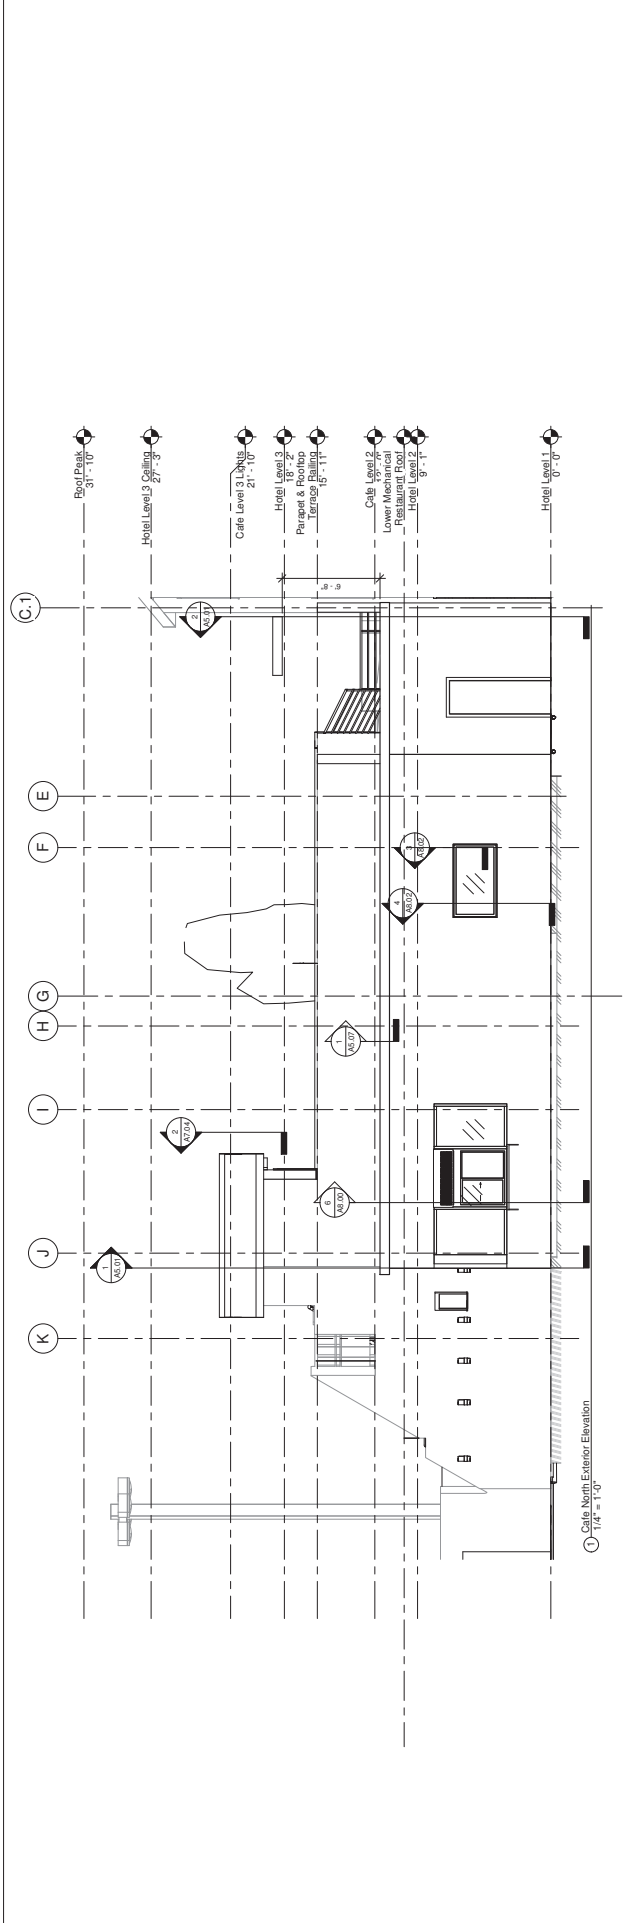 K
J
I
H
G
F
E
C.1
Roof Peak
31' - 10"
Hotel Level 3 Ceiling
27' - 3"
Cafe Level 3 Lights
21' - 10"
Hotel Level 3
18' - 2"
Parapet & Rooftop
Terrace Railing
15' - 11"
Cafe Level 2
12' - 0"
Lower Mechanical
Restaurant Roof
Hotel Level 2
9' - 1"
Hotel Level 1
0' - 0"
6' - 8"
1
A5.01
2
A7.04
6
A8.00
1
A5.07
4
A8.02
3
A8.02
2
A5.01
1
Cafe North Exterior Elevation
1/4" = 1'-0"